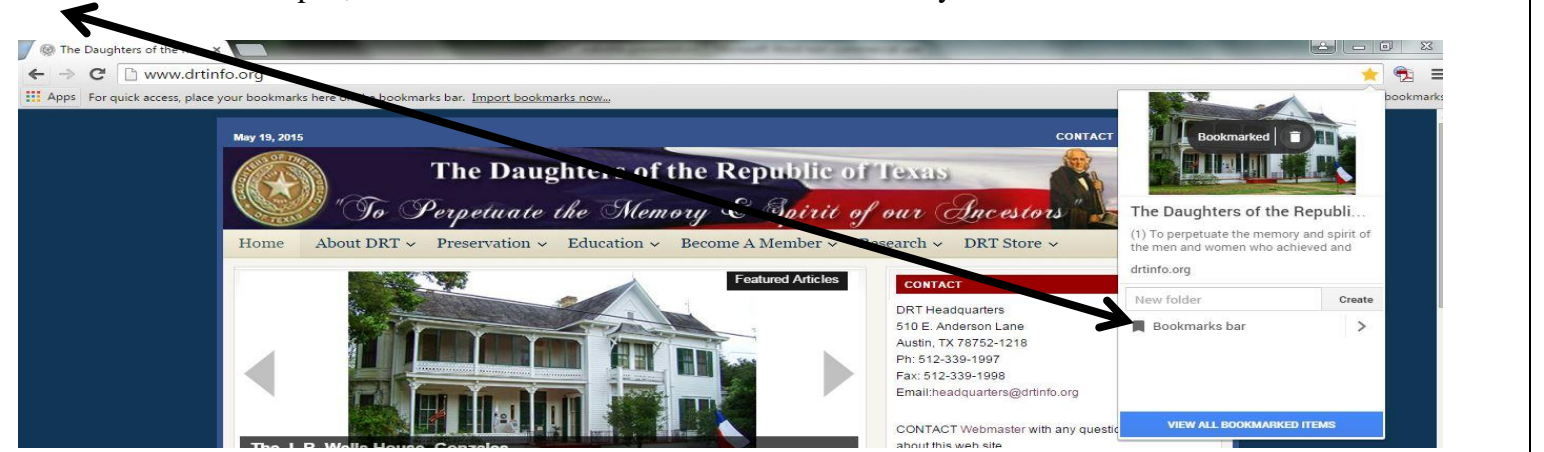 The Daughters of the
www.drtinfo.org
Apps For quick access, place your bookmarks here on the bookmarks bar. Import bookmarks now...
bookmarks
May 19, 2015
CONTACT
The Daughters of the Republic of Texas
"To Perpetuate the Memory & Spirit of our Ancestors"
Home About DRT Preservation Education Become A Member Research DRT Store
Featured Articles
The J. B. Wells House, Gonzales
CONTACT
DRT Headquarters
510 E. Anderson Lane
Austin, TX 78752-1218
Ph: 512-339-1997
Fax: 512-339-1998
Email:headquarters@drtinfo.org
CONTACT Webmaster with any questio
about this web site
Bookmarked
The Daughters of the Republi...
(1) To perpetuate the memory and spirit of
the men and women who achieved and
drtinfo.org
New folder Create
Bookmarks bar
VIEW ALL BOOKMARKED ITEMS